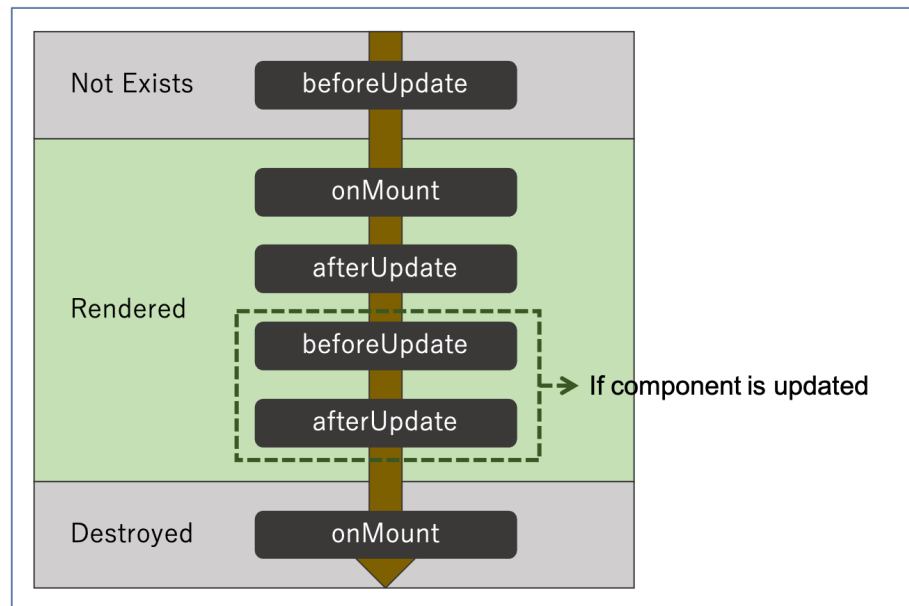 Not Exists
beforeUpdate
onMount
afterUpdate
Rendered
beforeUpdate
If component is updated
afterUpdate
Destroyed
onMount